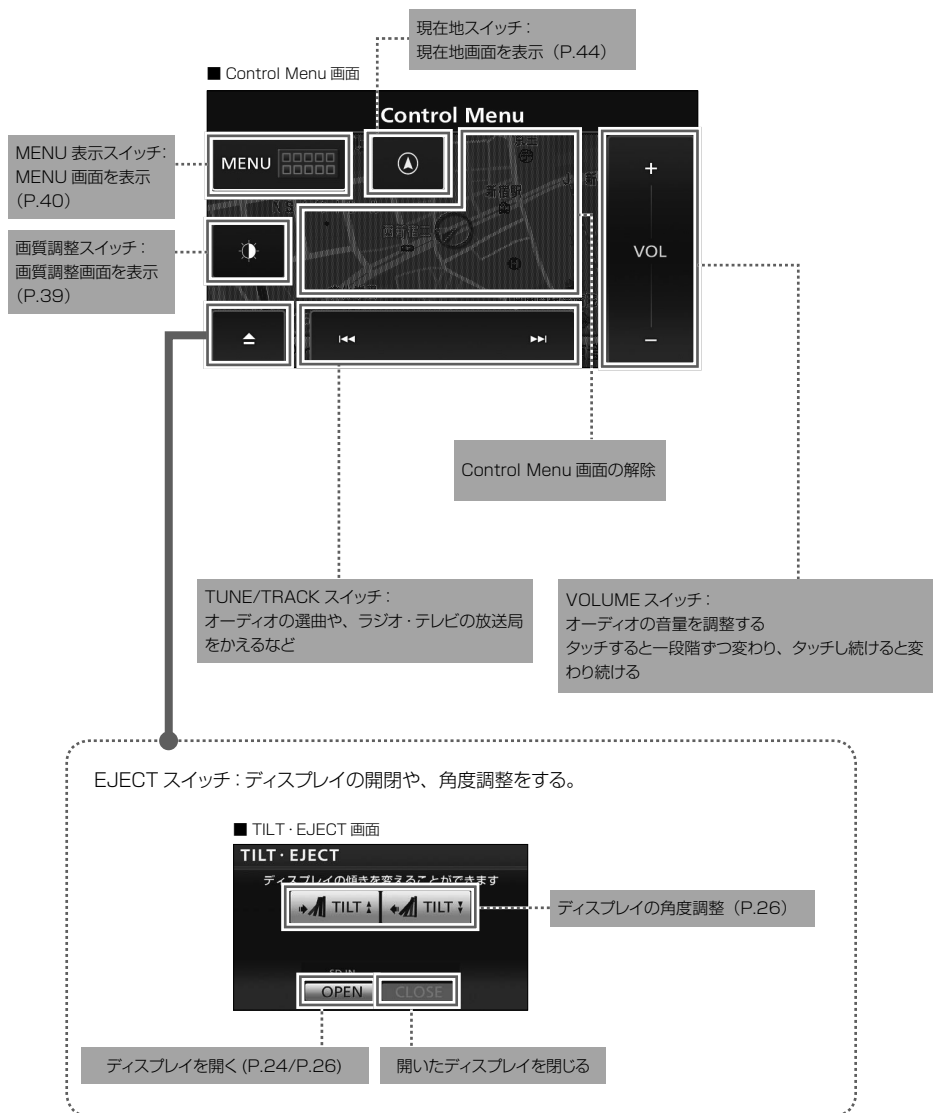 現在地スイッチ：
現在地画面を表示（P.44）
■ Control Menu 画面
Control Menu
MENU 表示スイッチ：
MENU 画面を表示
（P.40）
MENU
新宿駅
西新宿二
＋
VOL
−
画質調整スイッチ：
画質調整画面を表示
（P.39）
Control Menu 画面の解除
TUNE/TRACK スイッチ：
オーディオの選曲や、ラジオ・テレビの放送局
をかえるなど
VOLUME スイッチ：
オーディオの音量を調整する
タッチすると一段階ずつ変わり、タッチし続けると変
わり続ける
EJECT スイッチ：ディスプレイの開閉や、角度調整をする。
■ TILT・EJECT 画面
TILT・EJECT
ディスプレイの傾きを変えることができます
TILT TILT
ディスプレイの角度調整（P.26）
SD IN
OPEN CLOSE
ディスプレイを開く (P.24/P.26)
開いたディスプレイを閉じる